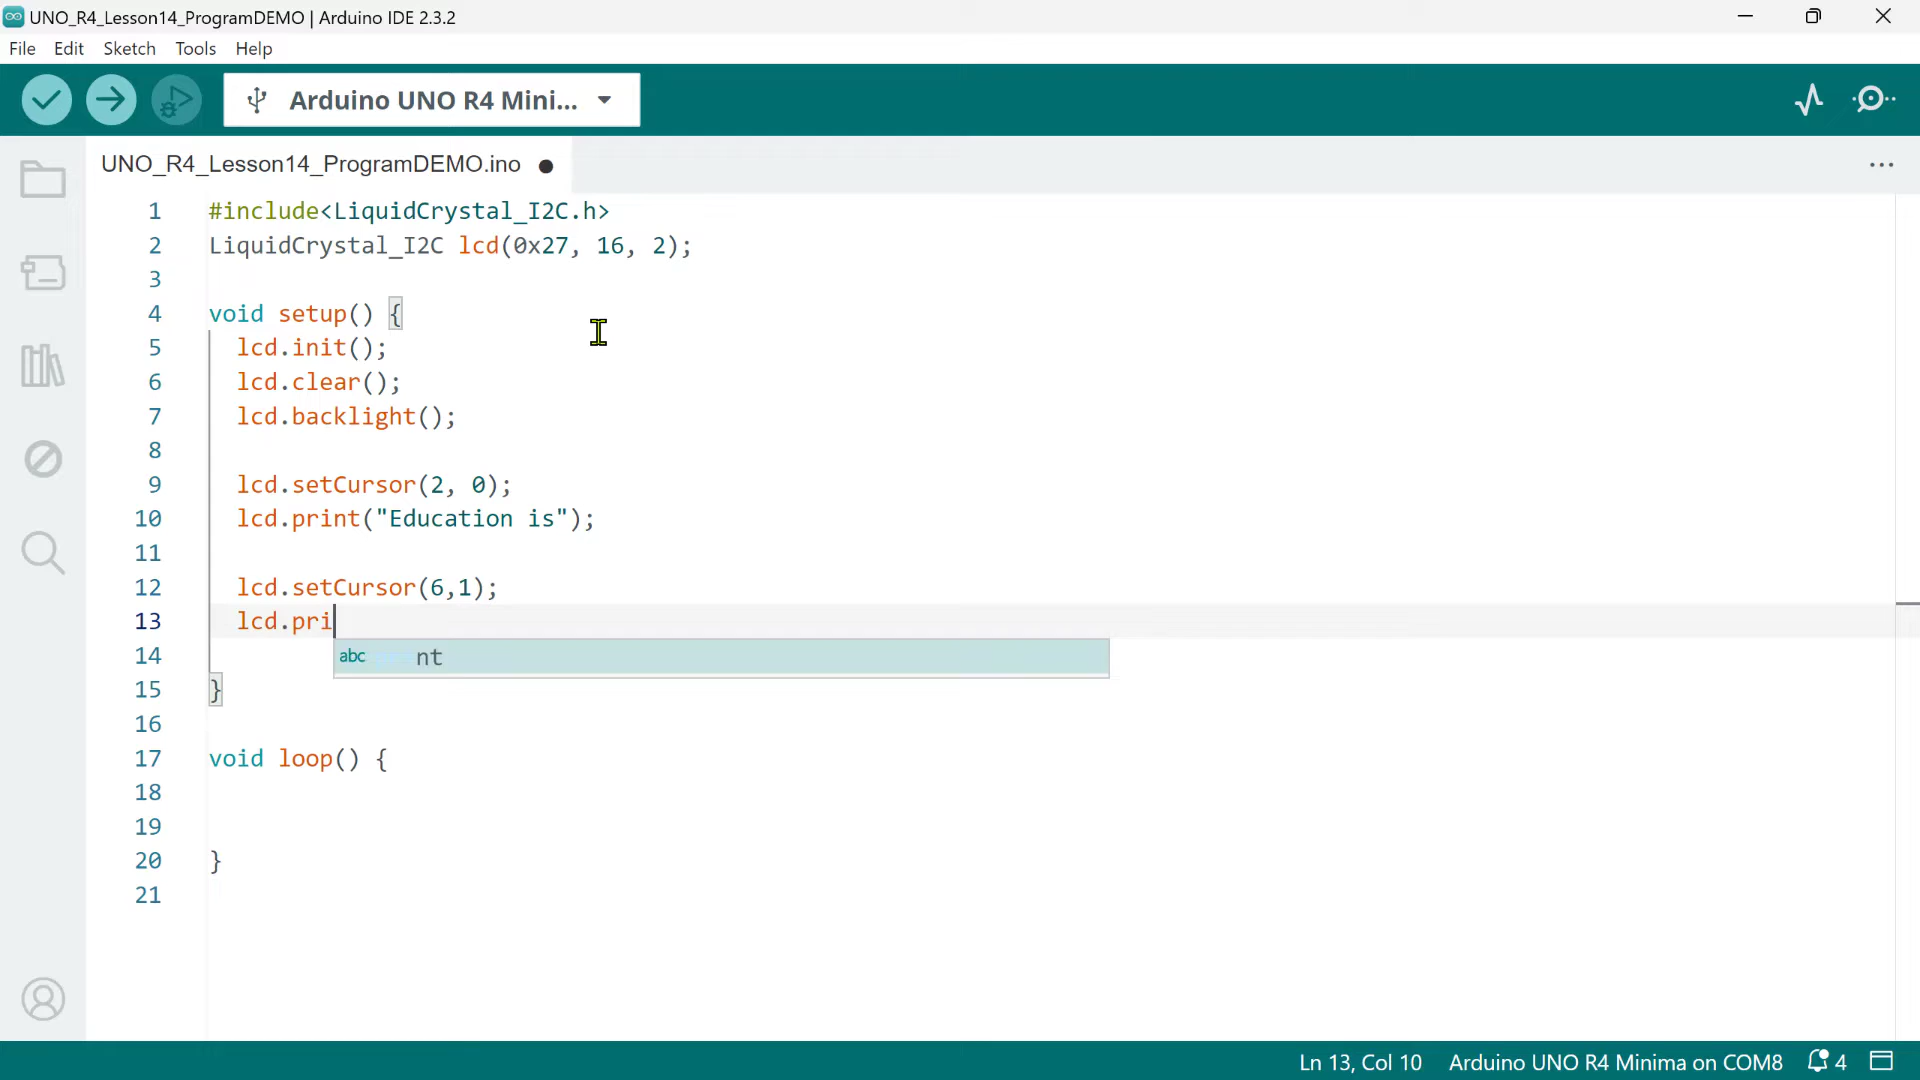 UNO_R4_Lesson14_ProgramDEMO | Arduino IDE 2.3.2
File Edit Sketch Tools Help
Arduino UNO R4 Mini...
UNO_R4_Lesson14_ProgramDEMO.ino
1 #include<LiquidCrystal_I2C.h>
2 LiquidCrystal_I2C lcd(0x27, 16, 2);
3
4 void setup() {
5 lcd.init();
6 lcd.clear();
7 lcd.backlight();
8
9 lcd.setCursor(2, 0);
10 lcd.print("Education is");
11
12 lcd.setCursor(6,1);
13 lcd.pri
abc nt
14
15 }
16
17 void loop() {
18
19
20 }
21
Ln 13, Col 10 Arduino UNO R4 Minima on COM8 4